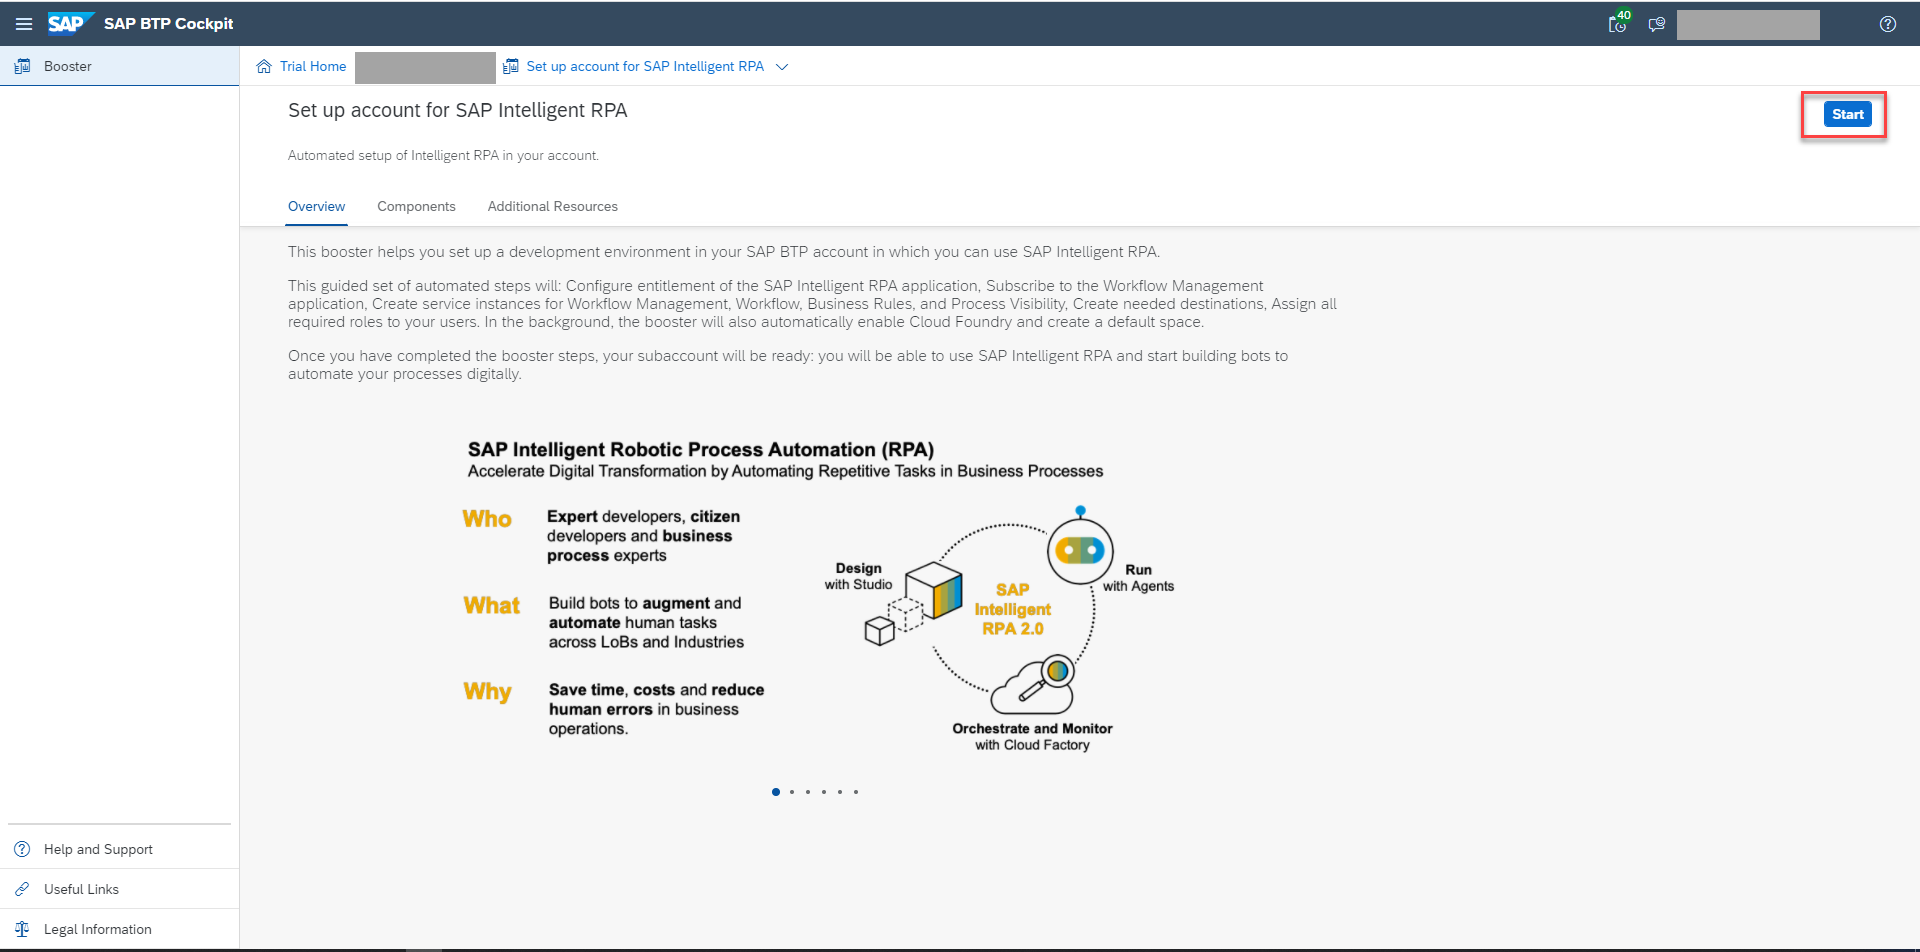 SAP
SAP BTP Cockpit
40
Booster
Trial Home
Set up account for SAP Intelligent RPA
Set up account for SAP Intelligent RPA
Start
Automated setup of Intelligent RPA in your account.
Overview
Components
Additional Resources
This booster helps you set up a development environment in your SAP BTP account in which you can use SAP Intelligent RPA.
This guided set of automated steps will: Configure entitlement of the SAP Intelligent RPA application, Subscribe to the Workflow Management
application, Create service instances for Workflow Management, Workflow, Business Rules, and Process Visibility, Create needed destinations, Assign all
required roles to your users. In the background, the booster will also automatically enable Cloud Foundry and create a default space.
Once you have completed the booster steps, your subaccount will be ready: you will be able to use SAP Intelligent RPA and start building bots to
automate your processes digitally.
SAP Intelligent Robotic Process Automation (RPA)
Accelerate Digital Transformation by Automating Repetitive Tasks in Business Processes
Who
Expert developers, citizen
developers and business
process experts
What
Build bots to augment and
automate human tasks
across LoBs and Industries
Why
Save time, costs and reduce
human errors in business
operations.
Design
with Studio
SAP
Intelligent
RPA 2.0
Run
with Agents
Orchestrate and Monitor
with Cloud Factory
Help and Support
Useful Links
Legal Information